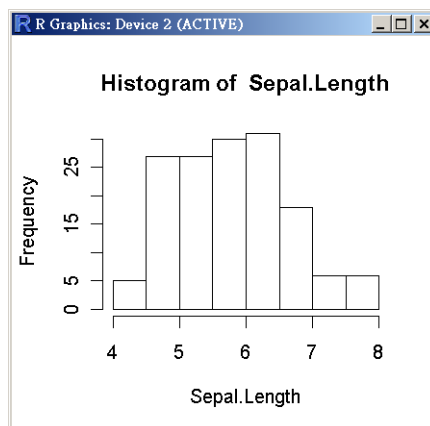 R Graphics: Device 2 (ACTIVE)
Histogram of Sepal.Length
Frequency
25
15
5
0
4 5 6 7 8
Sepal.Length